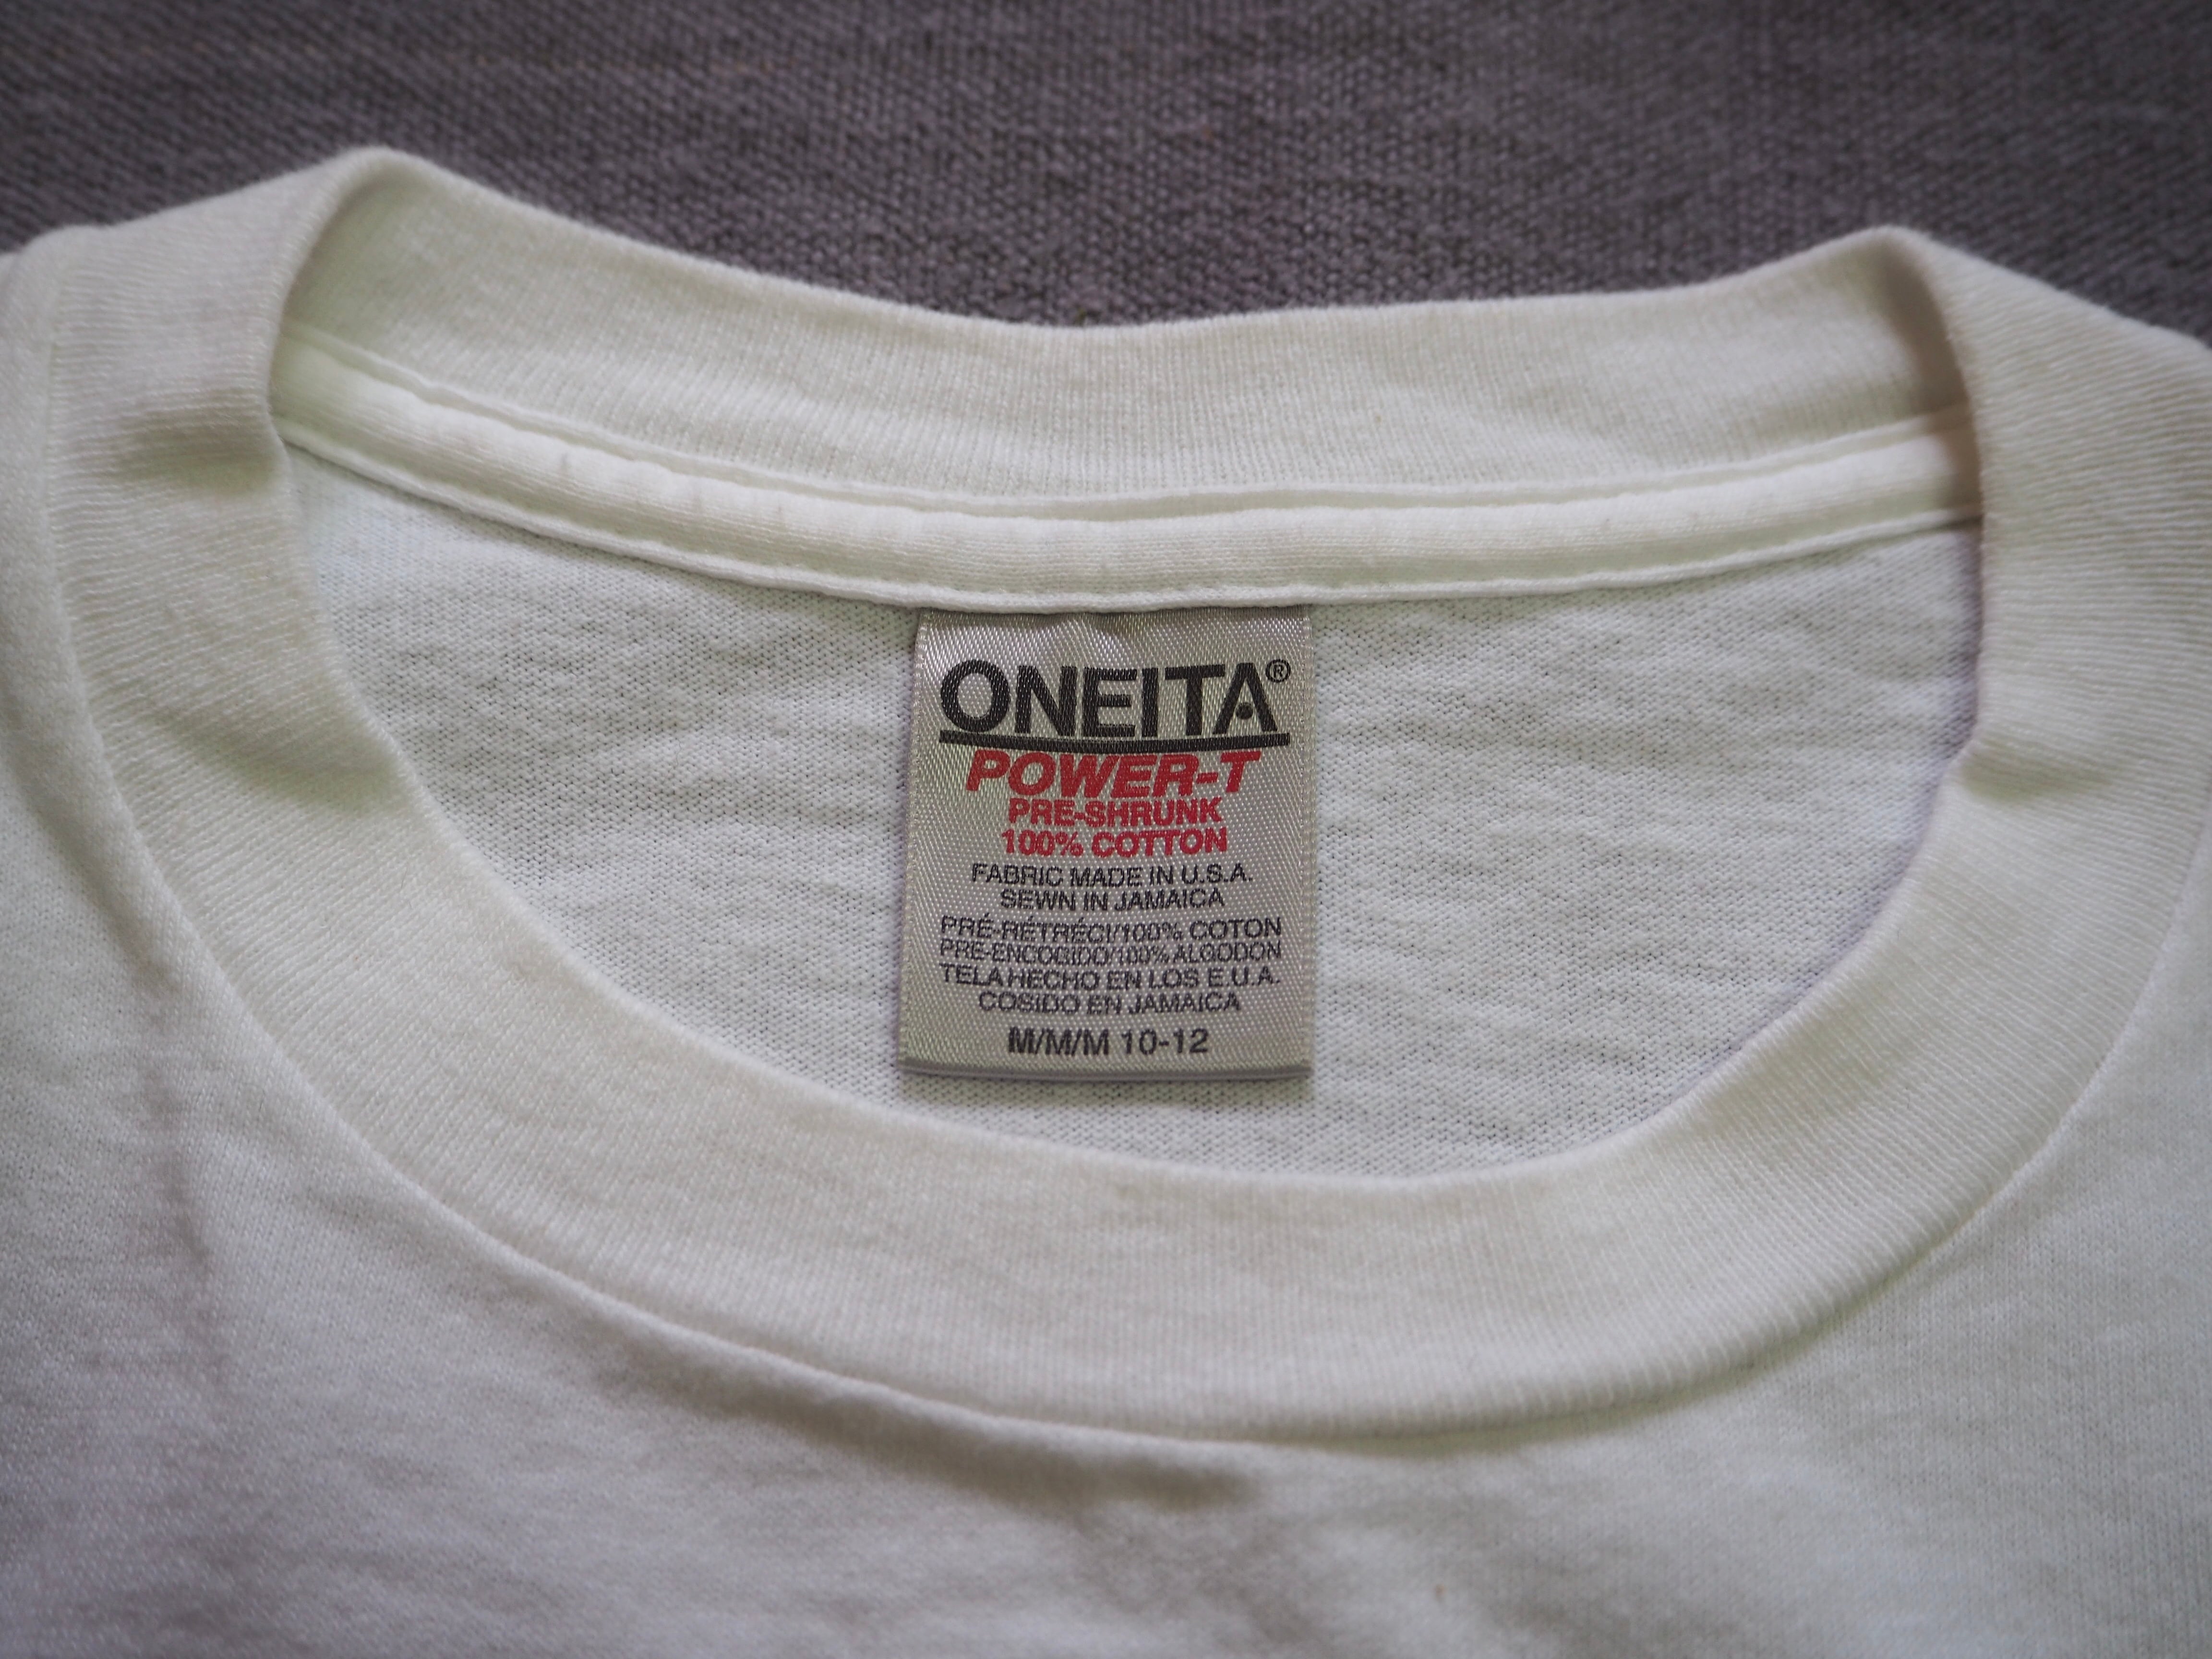 ONEITA®
POWER-T
PRE-SHRUNK
100% COTTON
FABRIC MADE IN U.S.A.
SEWN IN JAMAICA
PRÉ-RÉTRÉCI/100% COTON
PRE-ENCOGIDO/100% ALGODON
TELA HECHO EN LOS E.U.A.
COSIDO EN JAMAICA
M/M/M 10-12